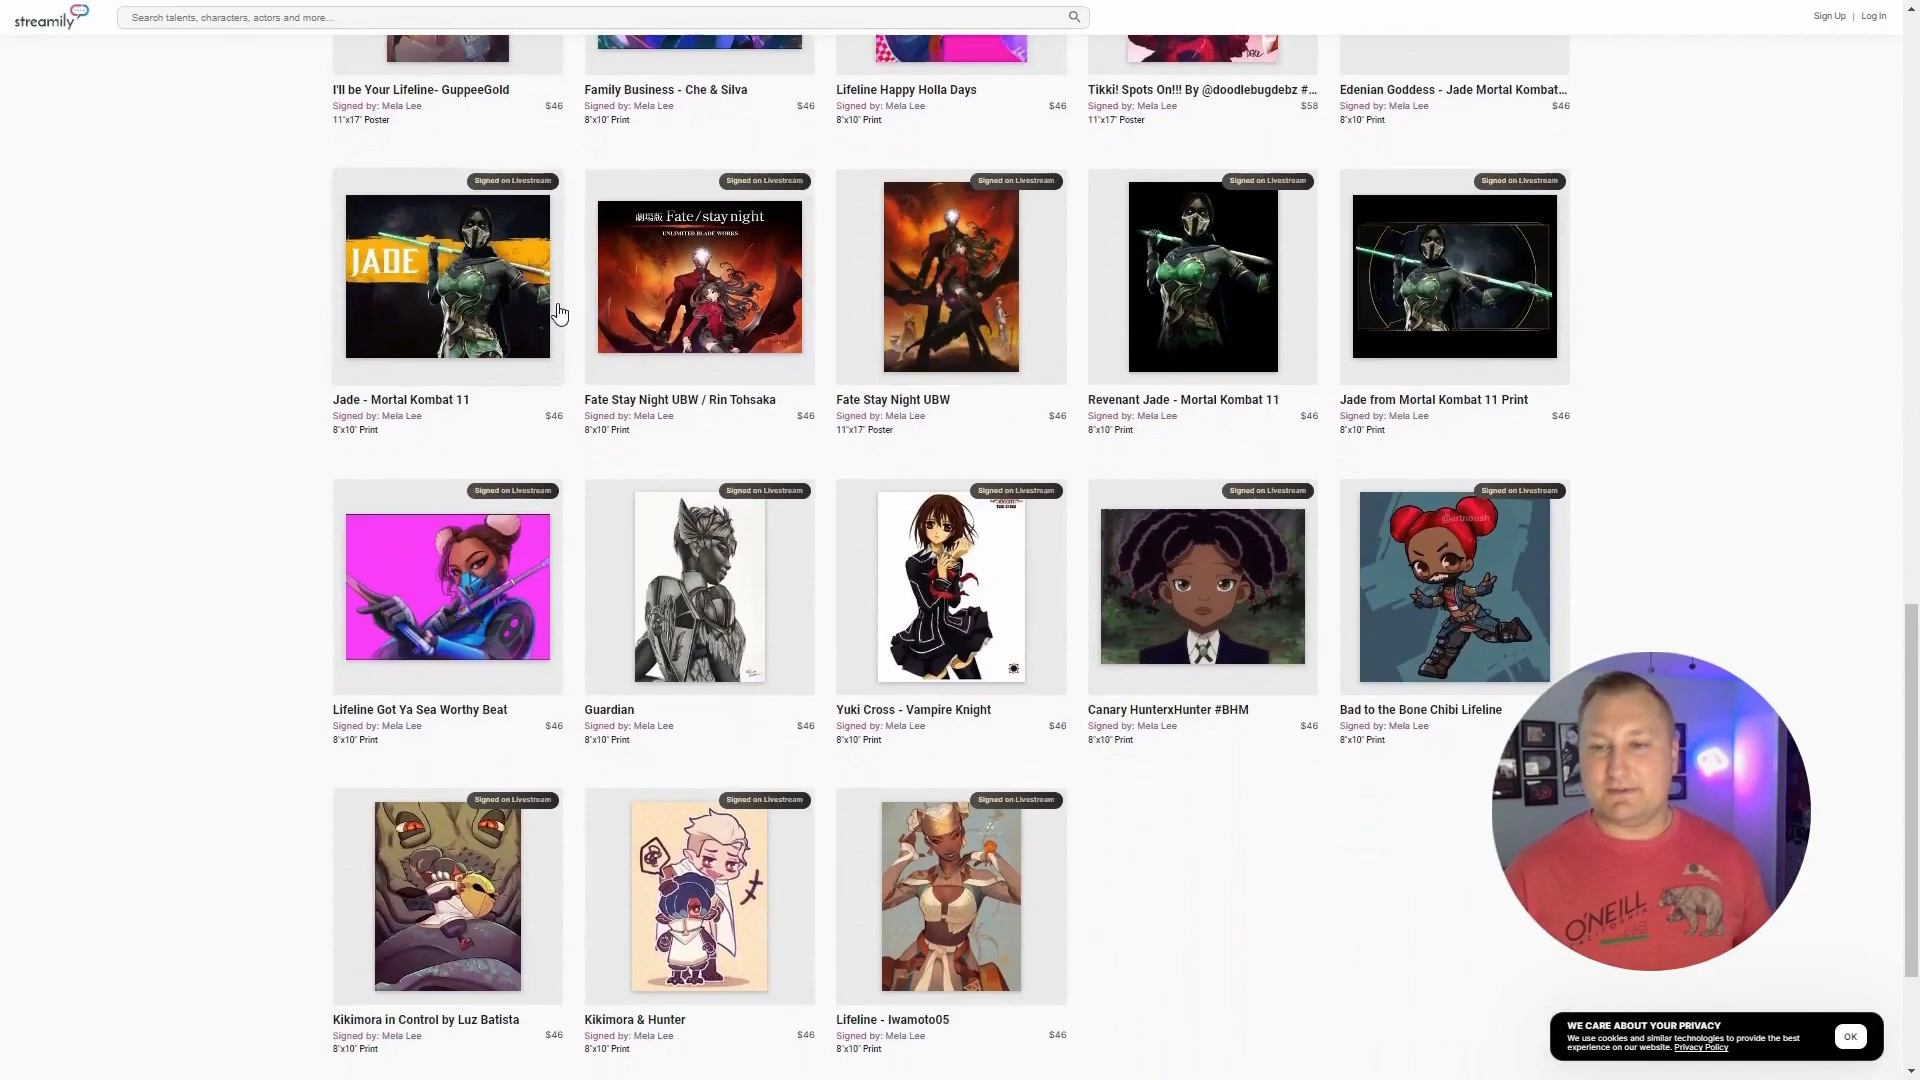 streamily
Search talents, characters, actors and more...
Sign Up | Log In
I'll be Your Lifeline- GuppeeGold
Signed by: Mela Lee $46
11"x17" Poster
Family Business - Che & Silva
Signed by: Mela Lee $46
8"x10" Print
Lifeline Happy Holla Days
Signed by: Mela Lee $46
8"x10" Print
Tikki! Spots On!!! By @doodlebugdebz #...
Signed by: Mela Lee $58
11"x17" Poster
Edenian Goddess - Jade Mortal Kombat...
Signed by: Mela Lee $46
8"x10" Print
Signed on Livestream
JADE
Jade - Mortal Kombat 11
Signed by: Mela Lee $46
8"x10" Print
Signed on Livestream
劇場版 Fate/stay night
UNLIMITED BLADE WORKS
Fate Stay Night UBW / Rin Tohsaka
Signed by: Mela Lee $46
8"x10" Print
Signed on Livestream
Fate Stay Night UBW
Signed by: Mela Lee $46
11"x17" Poster
Signed on Livestream
Revenant Jade - Mortal Kombat 11
Signed by: Mela Lee $46
8"x10" Print
Signed on Livestream
Jade from Mortal Kombat 11 Print
Signed by: Mela Lee $46
8"x10" Print
Signed on Livestream
Lifeline Got Ya Sea Worthy Beat
Signed by: Mela Lee $46
8"x10" Print
Signed on Livestream
Guardian
Signed by: Mela Lee $46
8"x10" Print
Signed on Livestream
YUKI CROSS
Yuki Cross - Vampire Knight
Signed by: Mela Lee $46
8"x10" Print
Signed on Livestream
Canary HunterxHunter #BHM
Signed by: Mela Lee $46
8"x10" Print
Signed on Livestream
@artnoush
Bad to the Bone Chibi Lifeline
Signed by: Mela Lee
8"x10" Print
Signed on Livestream
Kikimora in Control by Luz Batista
Signed by: Mela Lee $46
8"x10" Print
Signed on Livestream
Kikimora & Hunter
Signed by: Mela Lee $46
8"x10" Print
Signed on Livestream
Lifeline - Iwamoto05
Signed by: Mela Lee $46
8"x10" Print
O'NEILL
CALIFORNIA
WE CARE ABOUT YOUR PRIVACY
We use cookies and similar technologies to provide the best
experience on our website. Privacy Policy
OK